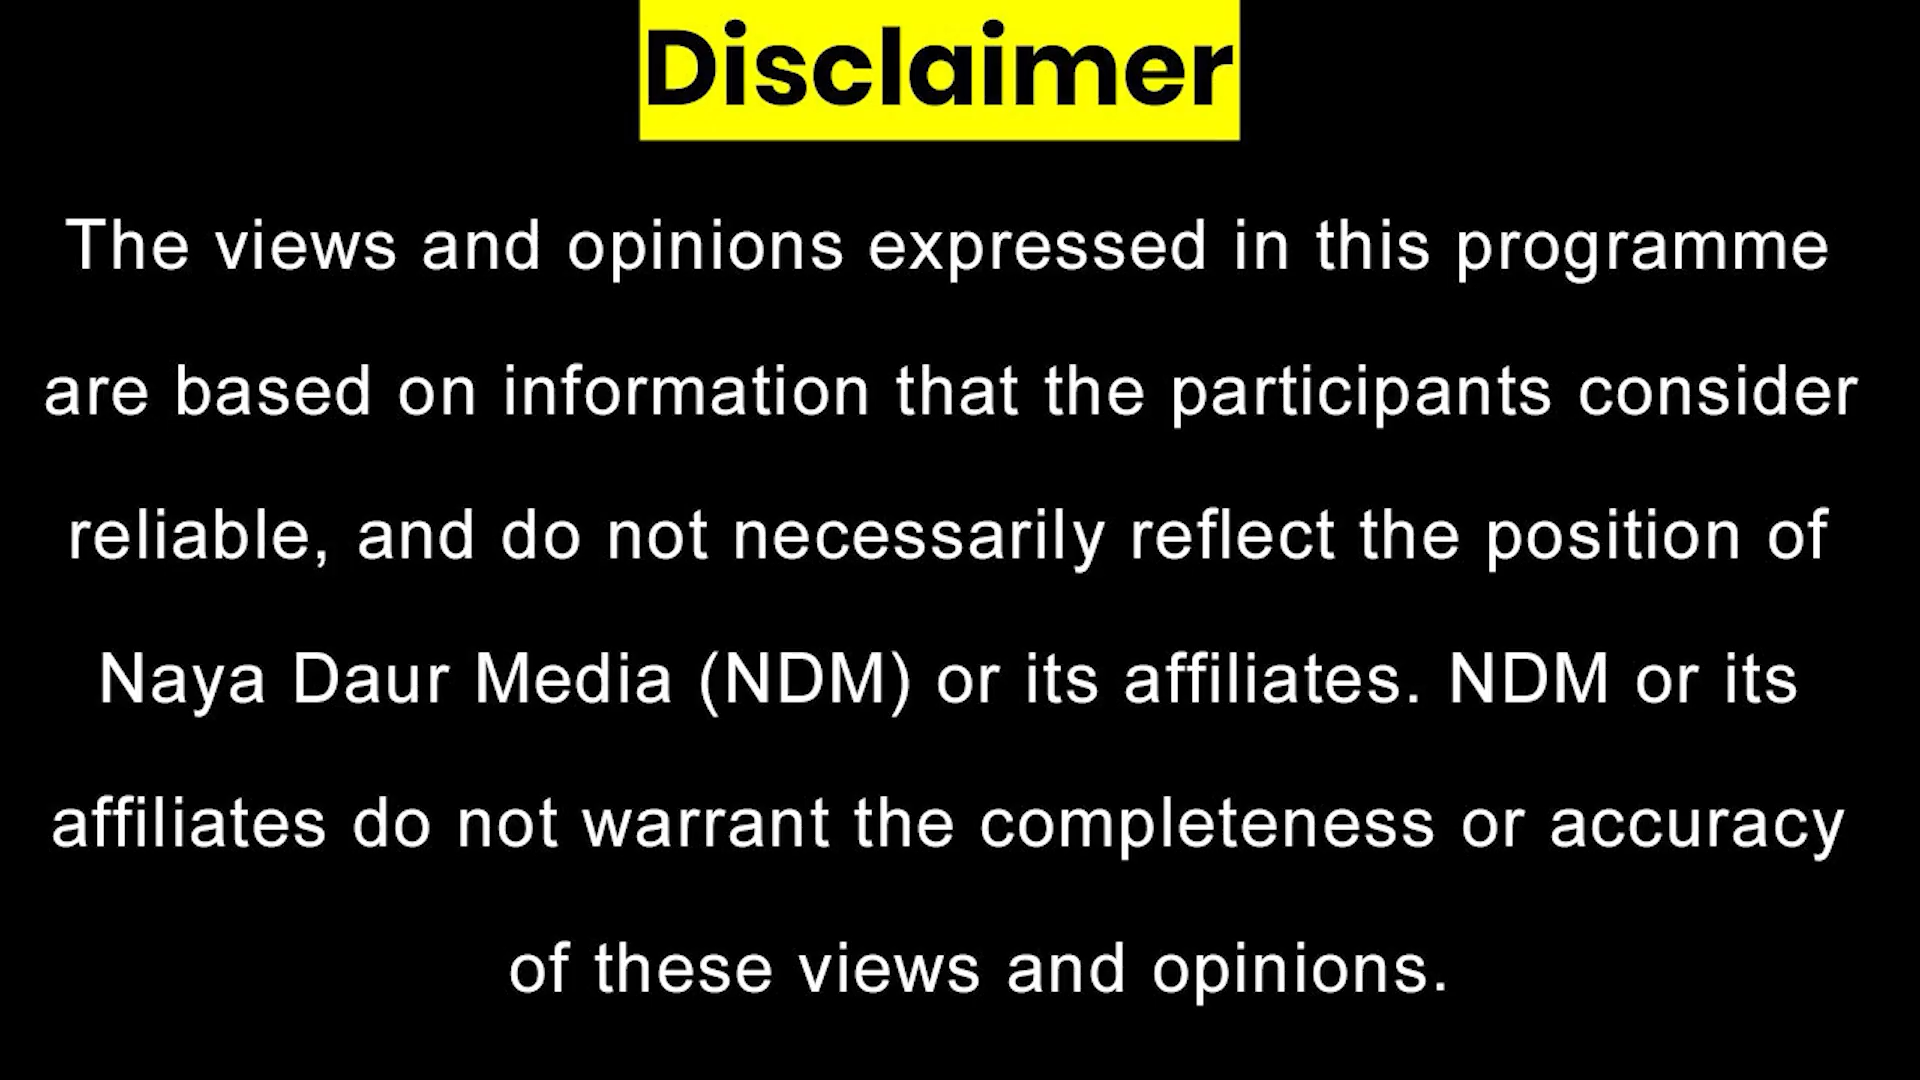 Disclaimer
The views and opinions expressed in this programme
are based on information that the participants consider
reliable, and do not necessarily reflect the position of
Naya Daur Media (NDM) or its affiliates. NDM or its
affiliates do not warrant the completeness or accuracy
of these views and opinions.